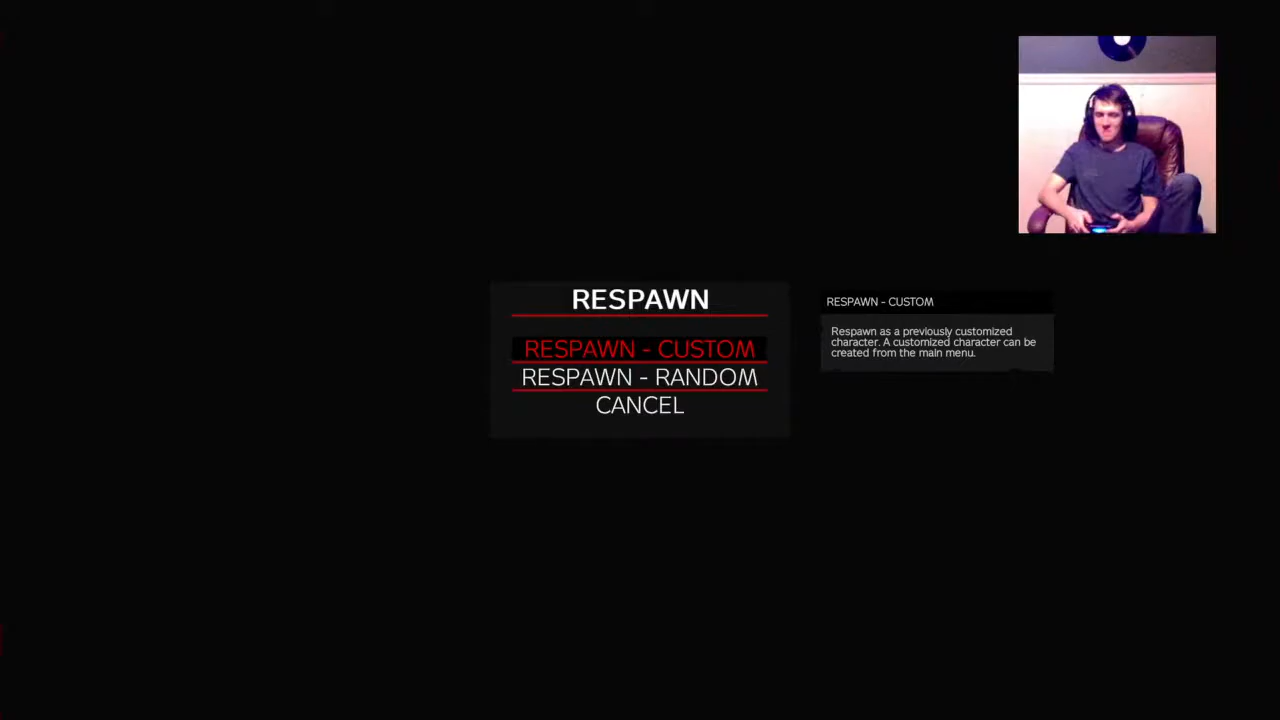 RESPAWN
RESPAWN - CUSTOM
RESPAWN - RANDOM
CANCEL
RESPAWN - CUSTOM
Respawn as a previously customized
character. A customized character can be
created from the main menu.